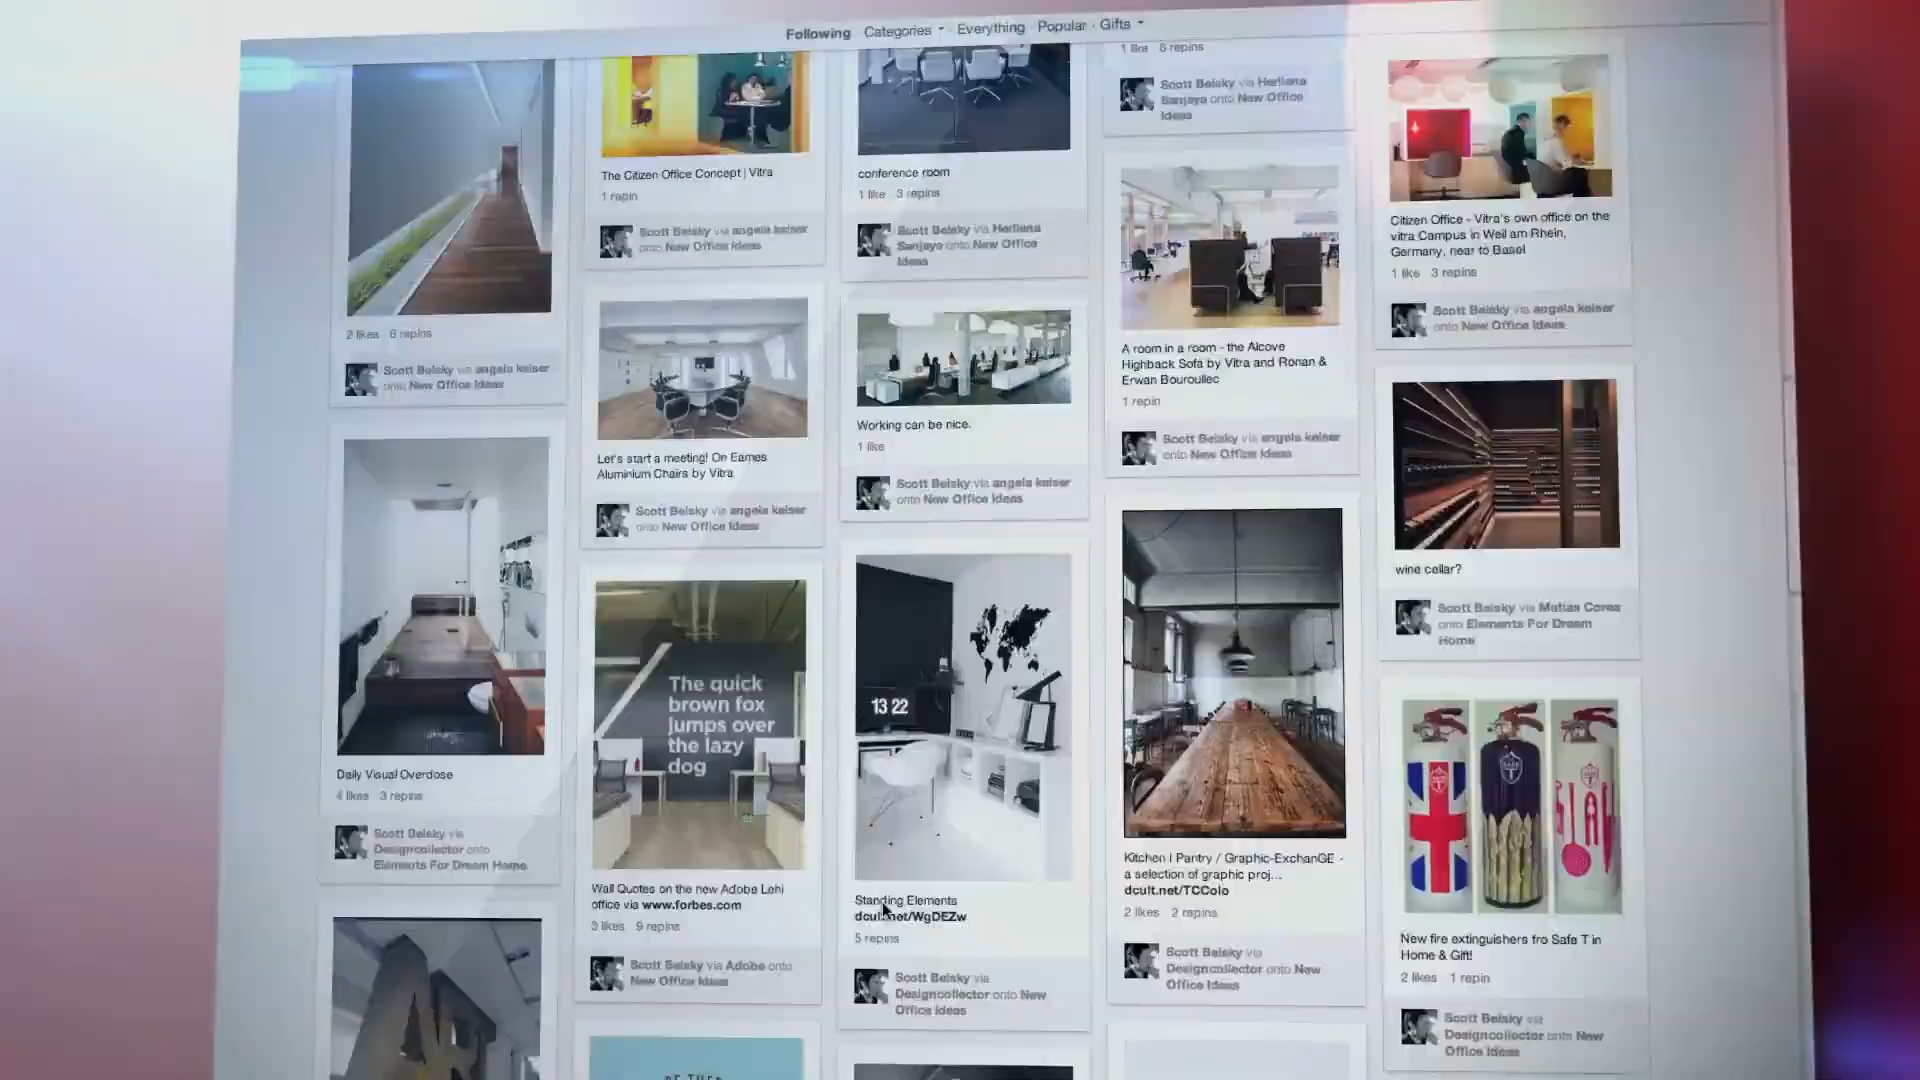 Following Categories Everything · Popular · Gifts
2 likes 6 repins
Scott Belsky via angela keiser
onto New Office Ideas
Daily Visual Overdose
4 likes 3 repins
Scott Belsky via
Designcollector onto
Elements For Dream Home
The Citizen Office Concept | Vitra
1 repin
Scott Belsky via angela keiser
onto New Office Ideas
Let's start a meeting! On Eames
Aluminium Chairs by Vitra
Scott Belsky via angela keiser
onto New Office Ideas
The quick
brown fox
jumps over
the lazy
dog
Wall Quotes on the new Adobe Lehi
office via www.forbes.com
3 likes 9 repins
Scott Belsky via Adobe onto
New Office Ideas
conference room
1 like 3 repins
Scott Belsky via Herliana
Sanjaya onto New Office
Ideas
Working can be nice.
1 like
Scott Belsky via angela keiser
onto New Office Ideas
13 22
Standing Elements
dcult.net/WgDEZw
5 repins
Scott Belsky via
Designcollector onto New
Office Ideas
1 like 6 repins
Scott Belsky via Herliana
Sanjaya onto New Office
Ideas
A room in a room - the Alcove
Highback Sofa by Vitra and Ronan &
Erwan Bouroullec
1 repin
Scott Belsky via angela keiser
onto New Office Ideas
Kitchen | Pantry / Graphic-ExchanGE -
a selection of graphic proj...
dcult.net/TCColo
2 likes 2 repins
Scott Belsky via
Designcollector onto New
Office Ideas
Citizen Office - Vitra's own office on the
vitra Campus in Weil am Rhein,
Germany, near to Basel
1 like 3 repins
Scott Belsky via angela keiser
onto New Office Ideas
wine cellar?
Scott Belsky via Matias Corea
onto Elements For Dream
Home
New fire extinguishers fro Safe T in
Home & Gift!
2 likes 1 repin
Scott Belsky via
Designcollector onto New
Office Ideas